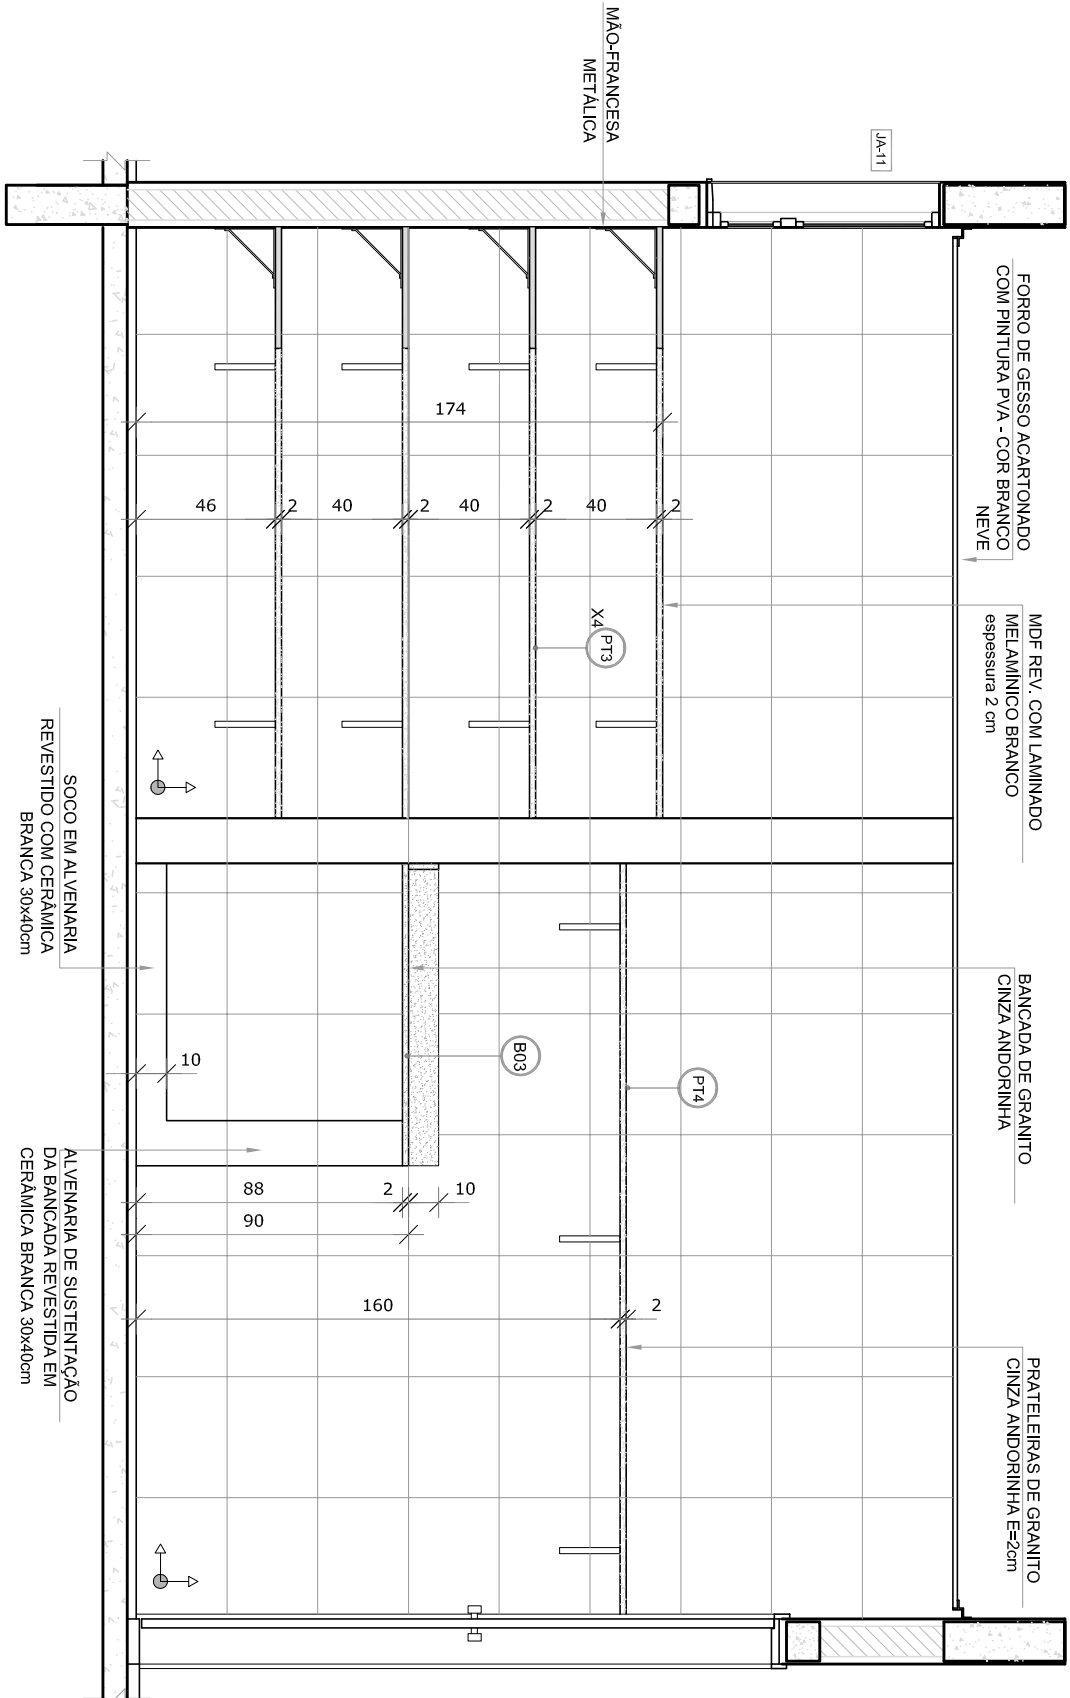 MÃO-FRANCESA
METÁLICA
JA-11
FORRO DE GESSO ACARTONADO
COM PINTURA PVA - COR BRANCO
NEVE
MDF REV. COM LAMINADO
MELAMÍNICO BRANCO
espessura 2 cm
BANCADA DE GRANITO
CINZA ANDORINHA
PRATELEIRAS DE GRANITO
CINZA ANDORINHA E=2cm
174
46
2
40
2
40
2
40
2
PT3
X4
B03
PT4
10
88
2
10
90
160
2
SOCO EM ALVENARIA
REVESTIDO COM CERÂMICA
BRANCA 30x40cm
ALVENARIA DE SUSTENTAÇÃO
DA BANCADA REVESTIDA EM
CERÂMICA BRANCA 30x40cm